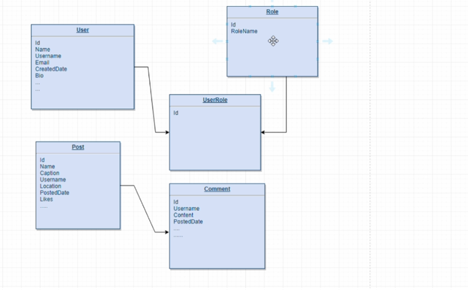 User
Id
Name
Username
Email
CreatedDate
Bio
...
...
Role
Id
RoleName
UserRole
Id
Post
Id
Name
Caption
Username
Location
PostedDate
Likes
.....
Comment
Id
Username
Content
PostedDate
....
......